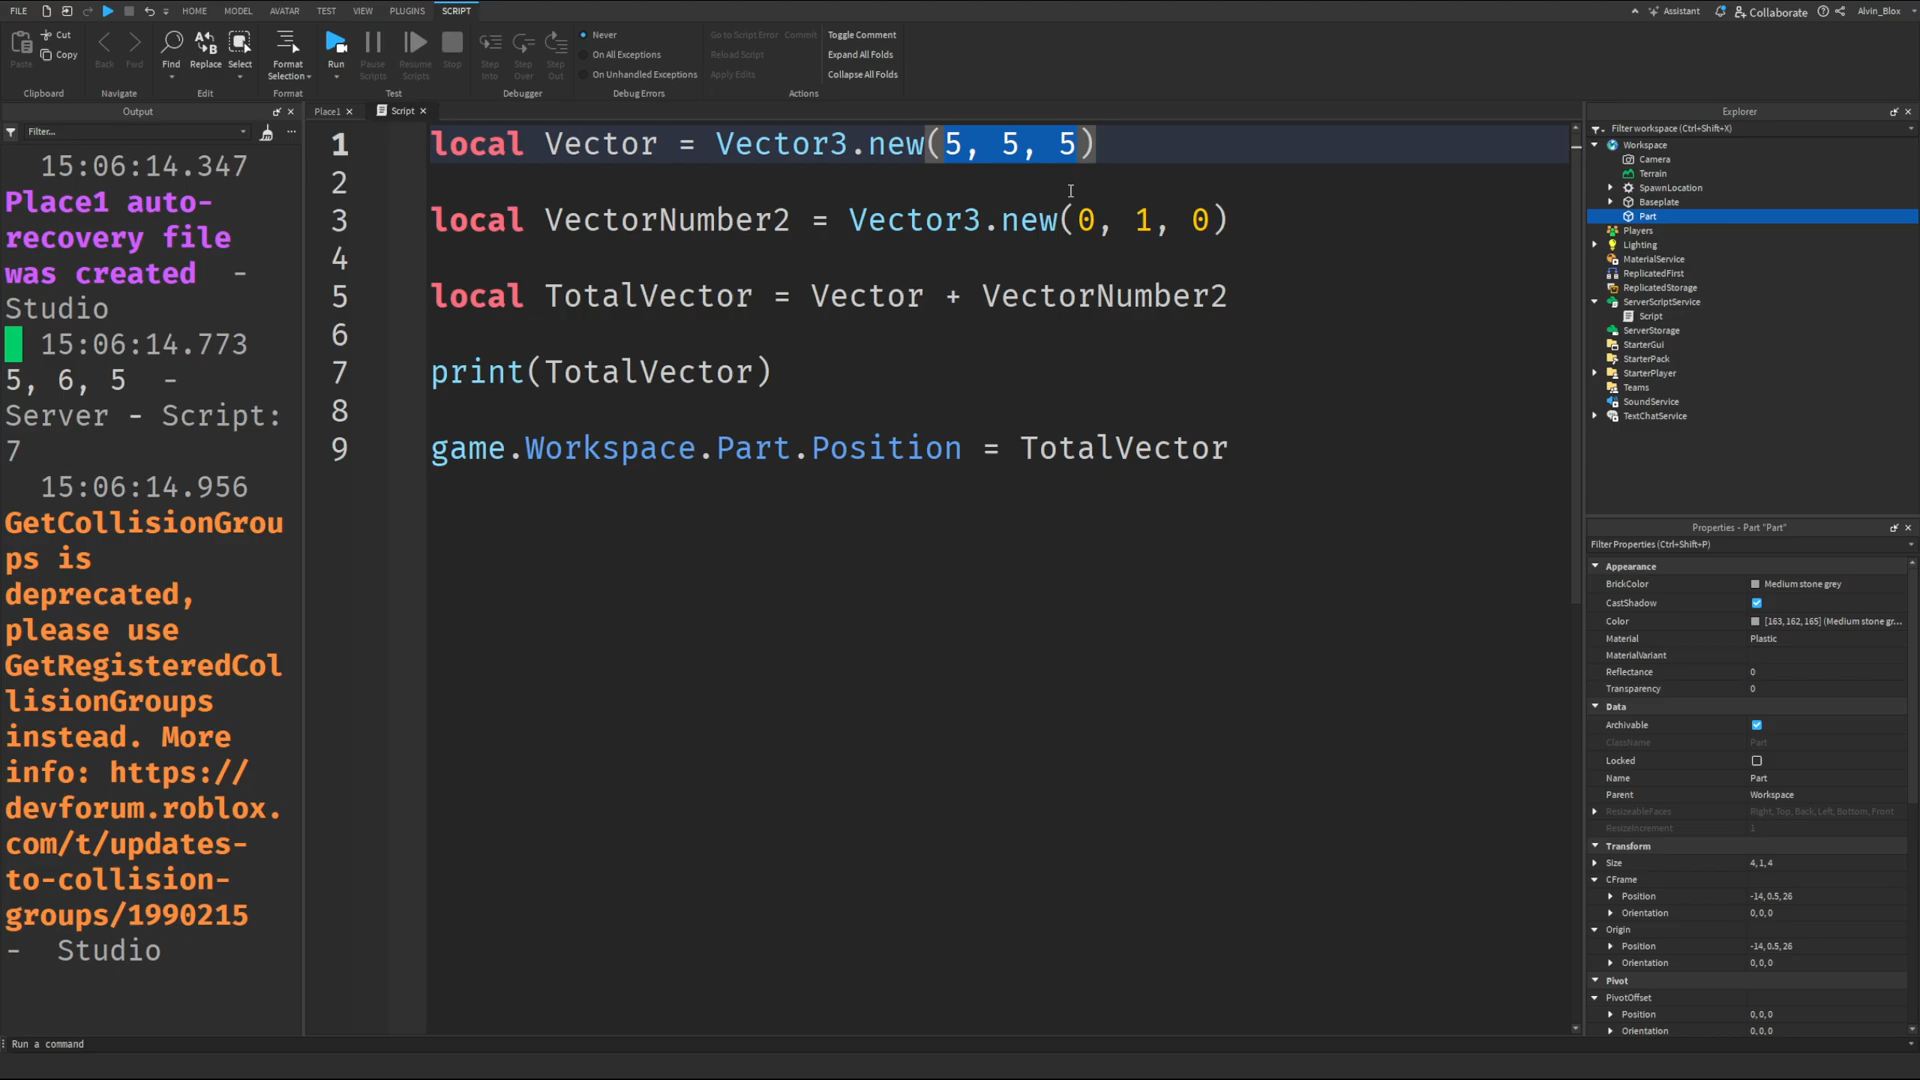 FILE HOME MODEL AVATAR TEST VIEW PLUGINS SCRIPT Assistant Collaborate Alvin_Blox
Paste Cut Copy Back Fwd Find Replace Select Format Selection Run Pause Scripts Resume Scripts Stop Step Into Step Over Step Out Never On All Exceptions On Unhandled Exceptions Go to Script Error Commit Reload Script Apply Edits Toggle Comment Expand All Folds Collapse All Folds
Clipboard Navigate Edit Format Test Debugger Debug Errors Actions
Output
Filter...
15:06:14.347
Place1 auto-
recovery file
was created -
Studio
15:06:14.773
5, 6, 5 -
Server - Script:
7
15:06:14.956
GetCollisionGrou
ps is
deprecated,
please use
GetRegisteredCol
lisionGroups
instead. More
info: https://
devforum.roblox.
com/t/updates-
to-collision-
groups/1990215
- Studio
Place1 Script
1 local Vector = Vector3.new(5, 5, 5)
2
3 local VectorNumber2 = Vector3.new(0, 1, 0)
4
5 local TotalVector = Vector + VectorNumber2
6
7 print(TotalVector)
8
9 game.Workspace.Part.Position = TotalVector
Explorer
Filter workspace (Ctrl+Shift+X)
Workspace
Camera
Terrain
SpawnLocation
Baseplate
Part
Players
Lighting
MaterialService
ReplicatedFirst
ReplicatedStorage
ServerScriptService
Script
ServerStorage
StarterGui
StarterPack
StarterPlayer
Teams
SoundService
TextChatService
Properties - Part "Part"
Filter Properties (Ctrl+Shift+P)
Appearance
BrickColor Medium stone grey
CastShadow
Color [163, 162, 165] (Medium stone gr...
Material Plastic
MaterialVariant
Reflectance 0
Transparency 0
Data
Archivable
ClassName Part
Locked
Name Part
Parent Workspace
ResizeableFaces Right, Top, Back, Left, Bottom, Front
ResizeIncrement 1
Transform
Size 4, 1, 4
CFrame
Position -14, 0.5, 26
Orientation 0, 0, 0
Origin
Position -14, 0.5, 26
Orientation 0, 0, 0
Pivot
PivotOffset
Position 0, 0, 0
Orientation 0, 0, 0
Run a command